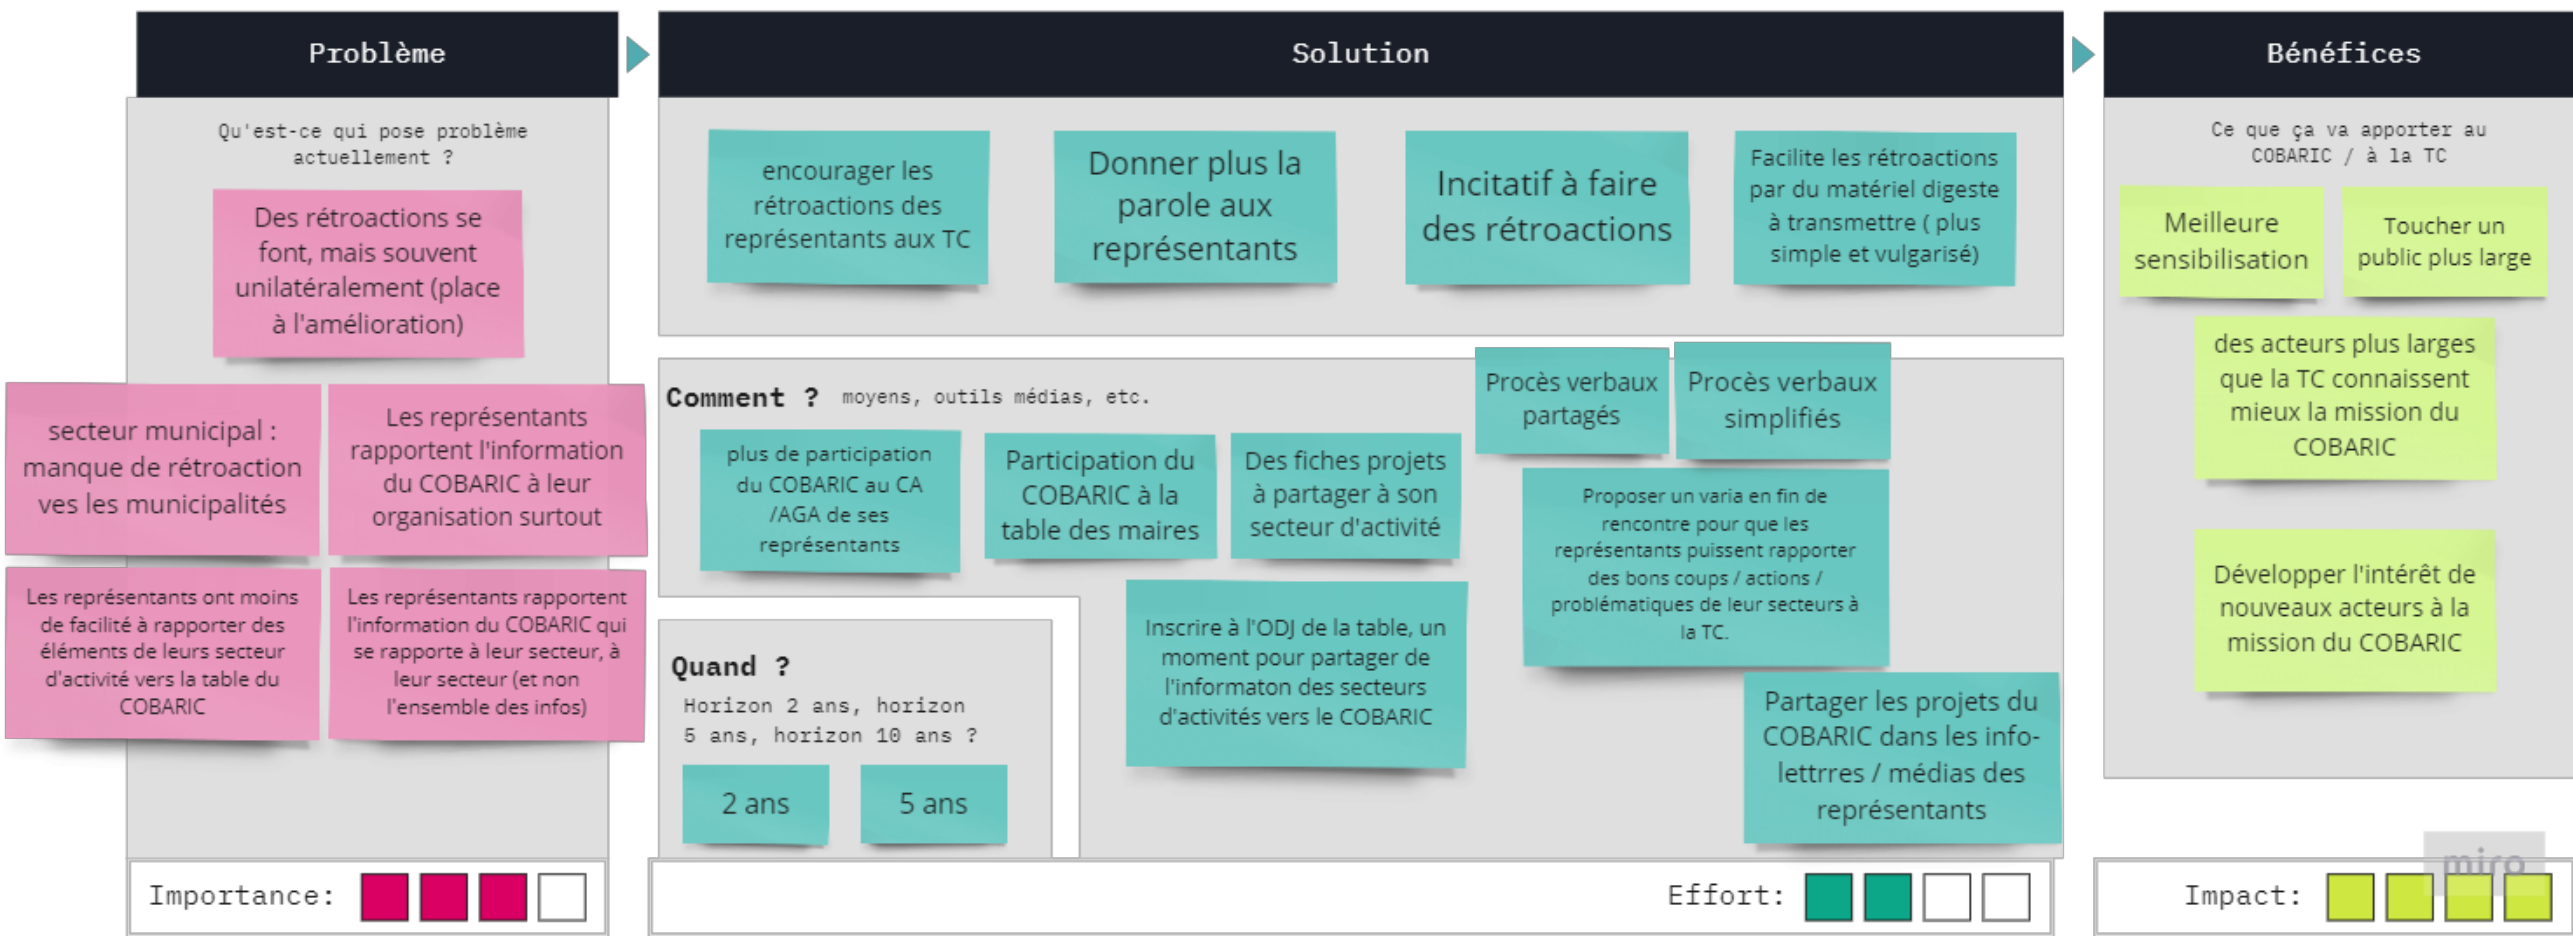 Problème
Qu'est-ce qui pose problème
actuellement ?
Des rétroactions se
font, mais souvent
unilatéralement (place
à l'amélioration)
secteur municipal :
manque de rétroaction
ves les municipalités
Les représentants
rapportent l'information
du COBARIC à leur
organisation surtout
Les représentants ont moins
de facilité à rapporter des
éléments de leurs secteur
d'activité vers la table du
COBARIC
Les représentants rapportent
l'information du COBARIC qui
se rapporte à leur secteur, à
leur secteur (et non
l'ensemble des infos)
Importance:
Solution
encourager les
rétroactions des
représentants aux TC
Donner plus la
parole aux
représentants
Incitatif à faire
des rétroactions
Facilite les rétroactions
par du matériel digeste
à transmettre ( plus
simple et vulgarisé)
Comment ? moyens, outils médias, etc.
plus de participation
du COBARIC au CA
/AGA de ses
représentants
Participation du
COBARIC à la
table des maires
Des fiches projets
à partager à son
secteur d'activité
Procès verbaux
partagés
Procès verbaux
simplifiés
Proposer un varia en fin de
rencontre pour que les
représentants puissent rapporter
des bons coups / actions /
problématiques de leur secteurs à
la TC.
Inscrire à l'ODJ de la table, un
moment pour partager de
l'informaton des secteurs
d'activités vers le COBARIC
Partager les projets du
COBARIC dans les info-
lettrres / médias des
représentants
Quand ?
Horizon 2 ans, horizon
5 ans, horizon 10 ans ?
2 ans
5 ans
Effort:
Bénéfices
Ce que ça va apporter au
COBARIC / à la TC
Meilleure
sensibilisation
Toucher un
public plus large
des acteurs plus larges
que la TC connaissent
mieux la mission du
COBARIC
Développer l'intérêt de
nouveaux acteurs à la
mission du COBARIC
miro
Impact: